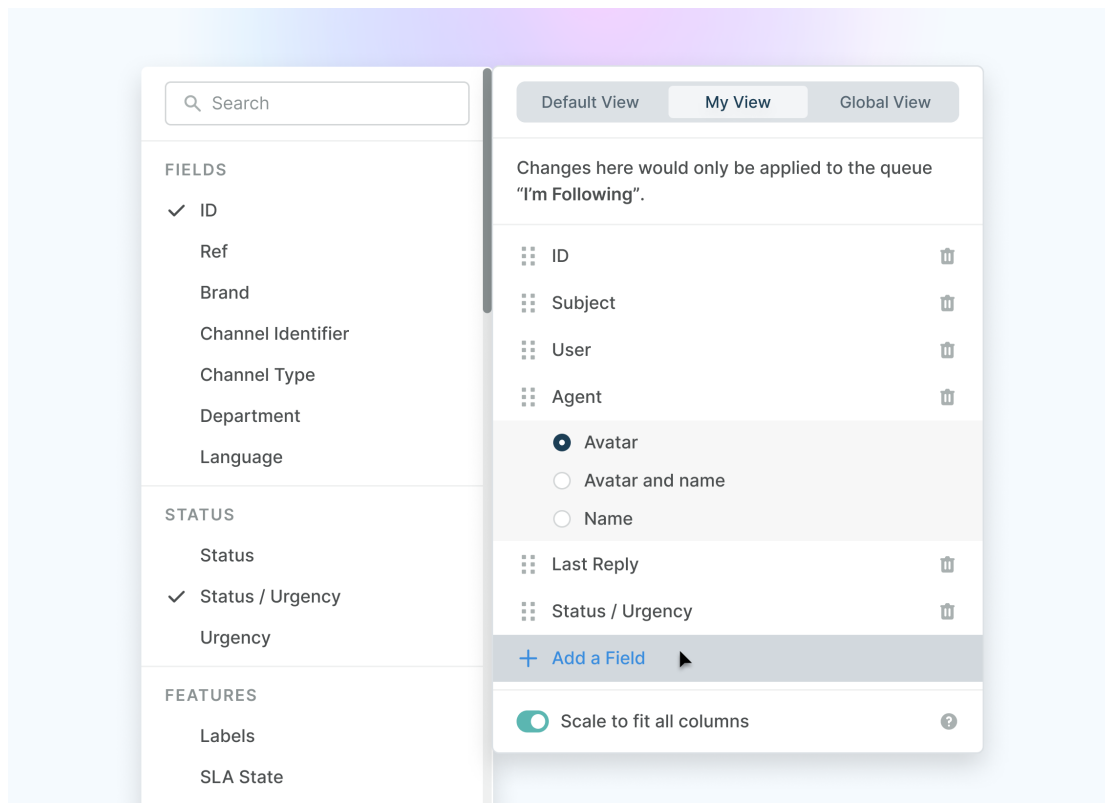 Search
FIELDS
ID
Ref
Brand
Channel Identifier
Channel Type
Department
Language
STATUS
Status
Status / Urgency
Urgency
FEATURES
Labels
SLA State
Default View
My View
Global View
Changes here would only be applied to the queue
“I’m Following”.
ID
Subject
User
Agent
Avatar
Avatar and name
Name
Last Reply
Status / Urgency
Add a Field
Scale to fit all columns
?